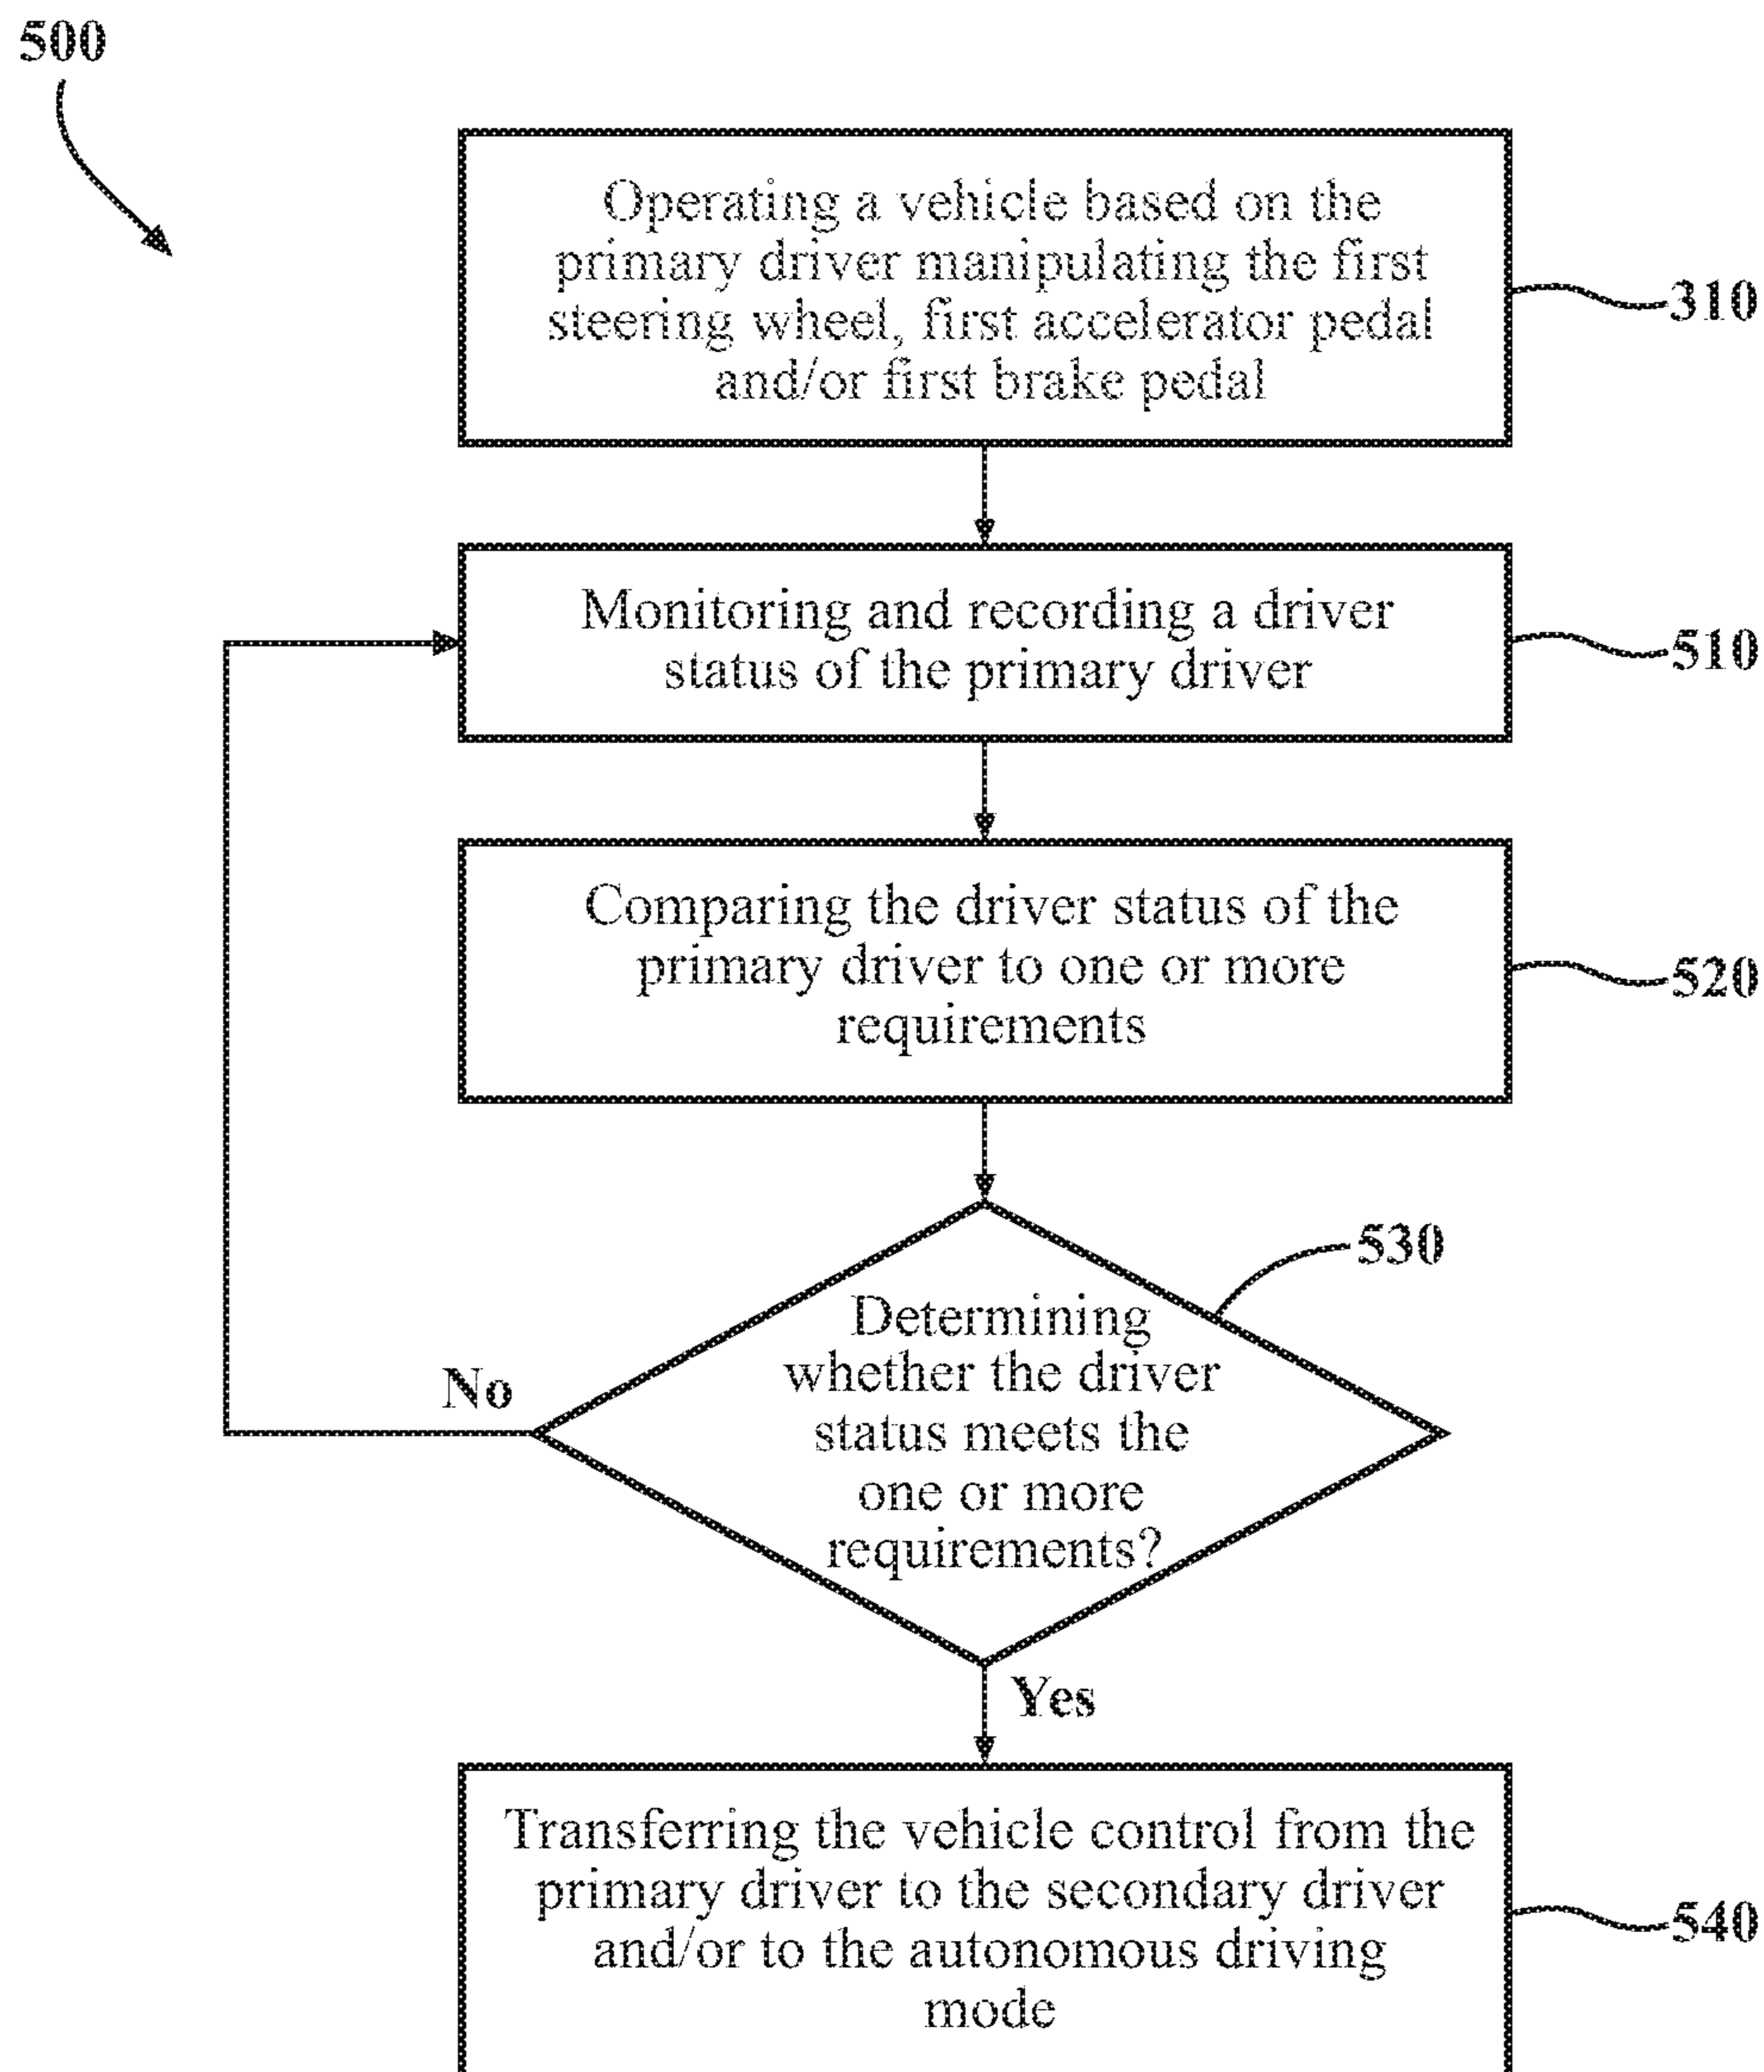 500
Operating a vehicle based on the
primary driver manipulating the first
steering wheel, first accelerator pedal
and/or first brake pedal
310
Monitoring and recording a driver
status of the primary driver
510
Comparing the driver status of the
primary driver to one or more
requirements
520
530
Determining
whether the driver
status meets the
one or more
requirements?
No
Yes
Transferring the vehicle control from the
primary driver to the secondary driver
and/or to the autonomous driving
mode
540